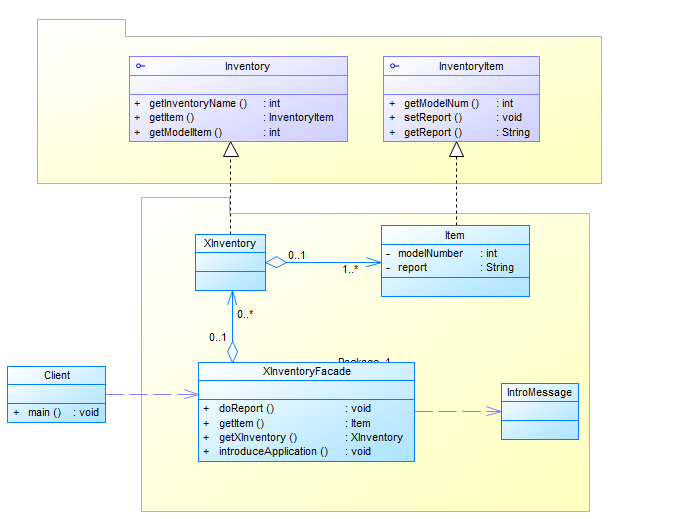 Inventory
+ getInventoryName () : int
+ getItem () : InventoryItem
+ getModelItem () : int
InventoryItem
+ getModelNum () : int
+ setReport () : void
+ getReport () : String
XInventory
0..1
1..*
Item
- modelNumber : int
- report : String
0..*
0..1
Client
+ main () : void
XInventoryFacade
+ doReport () : void
+ getItem () : Item
+ getXInventory () : XInventory
+ introduceApplication () : void
IntroMessage